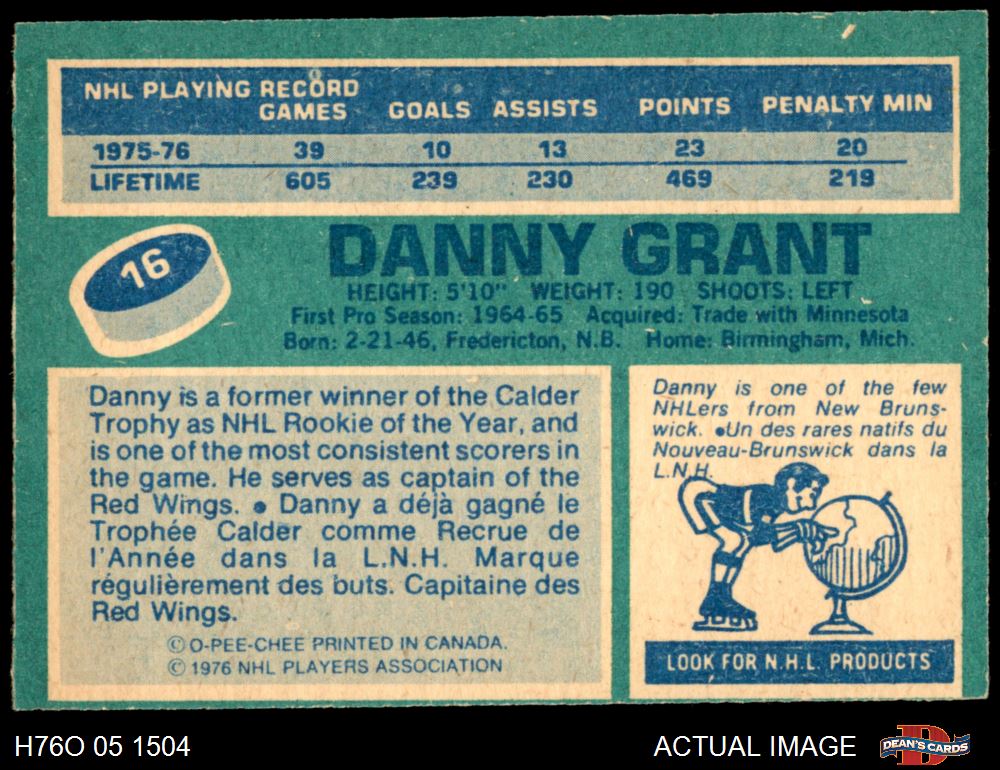 NHL PLAYING RECORD
GAMES GOALS ASSISTS POINTS PENALTY MIN
1975-76 39 10 13 23 20
LIFETIME 605 239 230 469 219
16
DANNY GRANT
HEIGHT: 5'10" WEIGHT: 190 SHOOTS: LEFT
First Pro Season: 1964-65 Acquired: Trade with Minnesota
Born: 2-21-46, Fredericton, N.B. Home: Birmingham, Mich.
Danny is a former winner of the Calder
Trophy as NHL Rookie of the Year, and
is one of the most consistent scorers in
the game. He serves as captain of the
Red Wings. • Danny a déjà gagné le
Trophée Calder comme Recrue de
l'Année dans la L.N.H. Marque
régulièrement des buts. Capitaine des
Red Wings.
© O-PEE-CHEE PRINTED IN CANADA.
© 1976 NHL PLAYERS ASSOCIATION
Danny is one of the few
NHLers from New Bruns-
wick. •Un des rares natifs du
Nouveau-Brunswick dans la
L.N.H.
LOOK FOR N.H.L. PRODUCTS
H76O 05 1504
ACTUAL IMAGE
DEAN'S CARDS